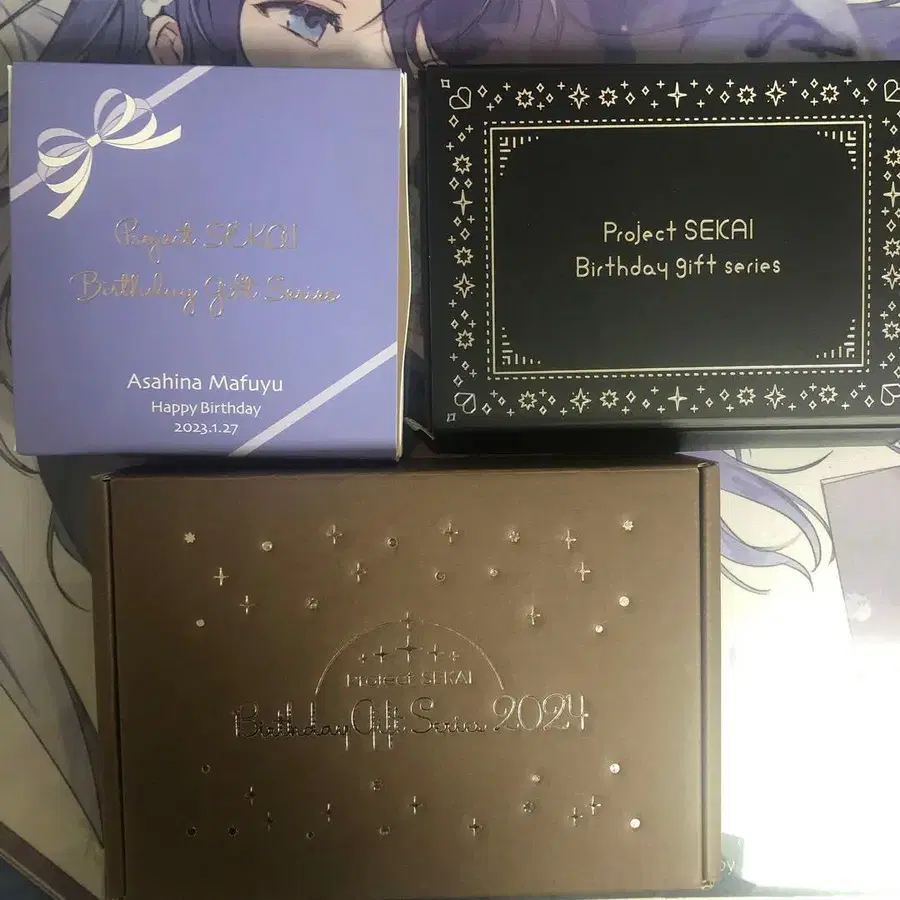 Project SEKAI
Birthday Gift Series
Asahina Mafuyu
Happy Birthday
2023.1.27
Project SEKAI
Birthday gift series
Project SEKAI
Birthday Gift Series 2024